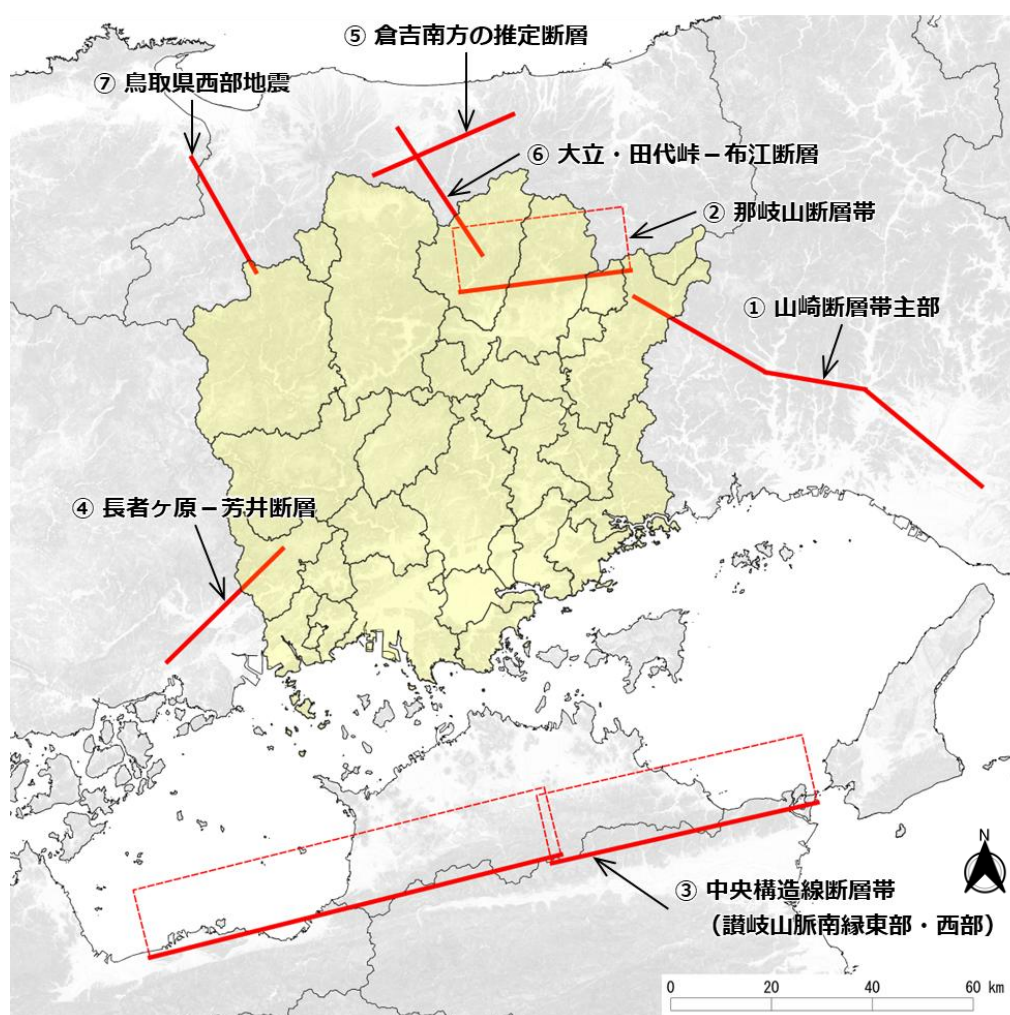 ⑤ 倉吉南方の推定断層
⑦ 鳥取県西部地震
⑥ 大立・田代峠－布江断層
② 那岐山断層帯
① 山崎断層帯主部
④ 長者ヶ原－芳井断層
N
③ 中央構造線断層帯
（讃岐山脈南縁東部・西部）
0 20 40 60 km